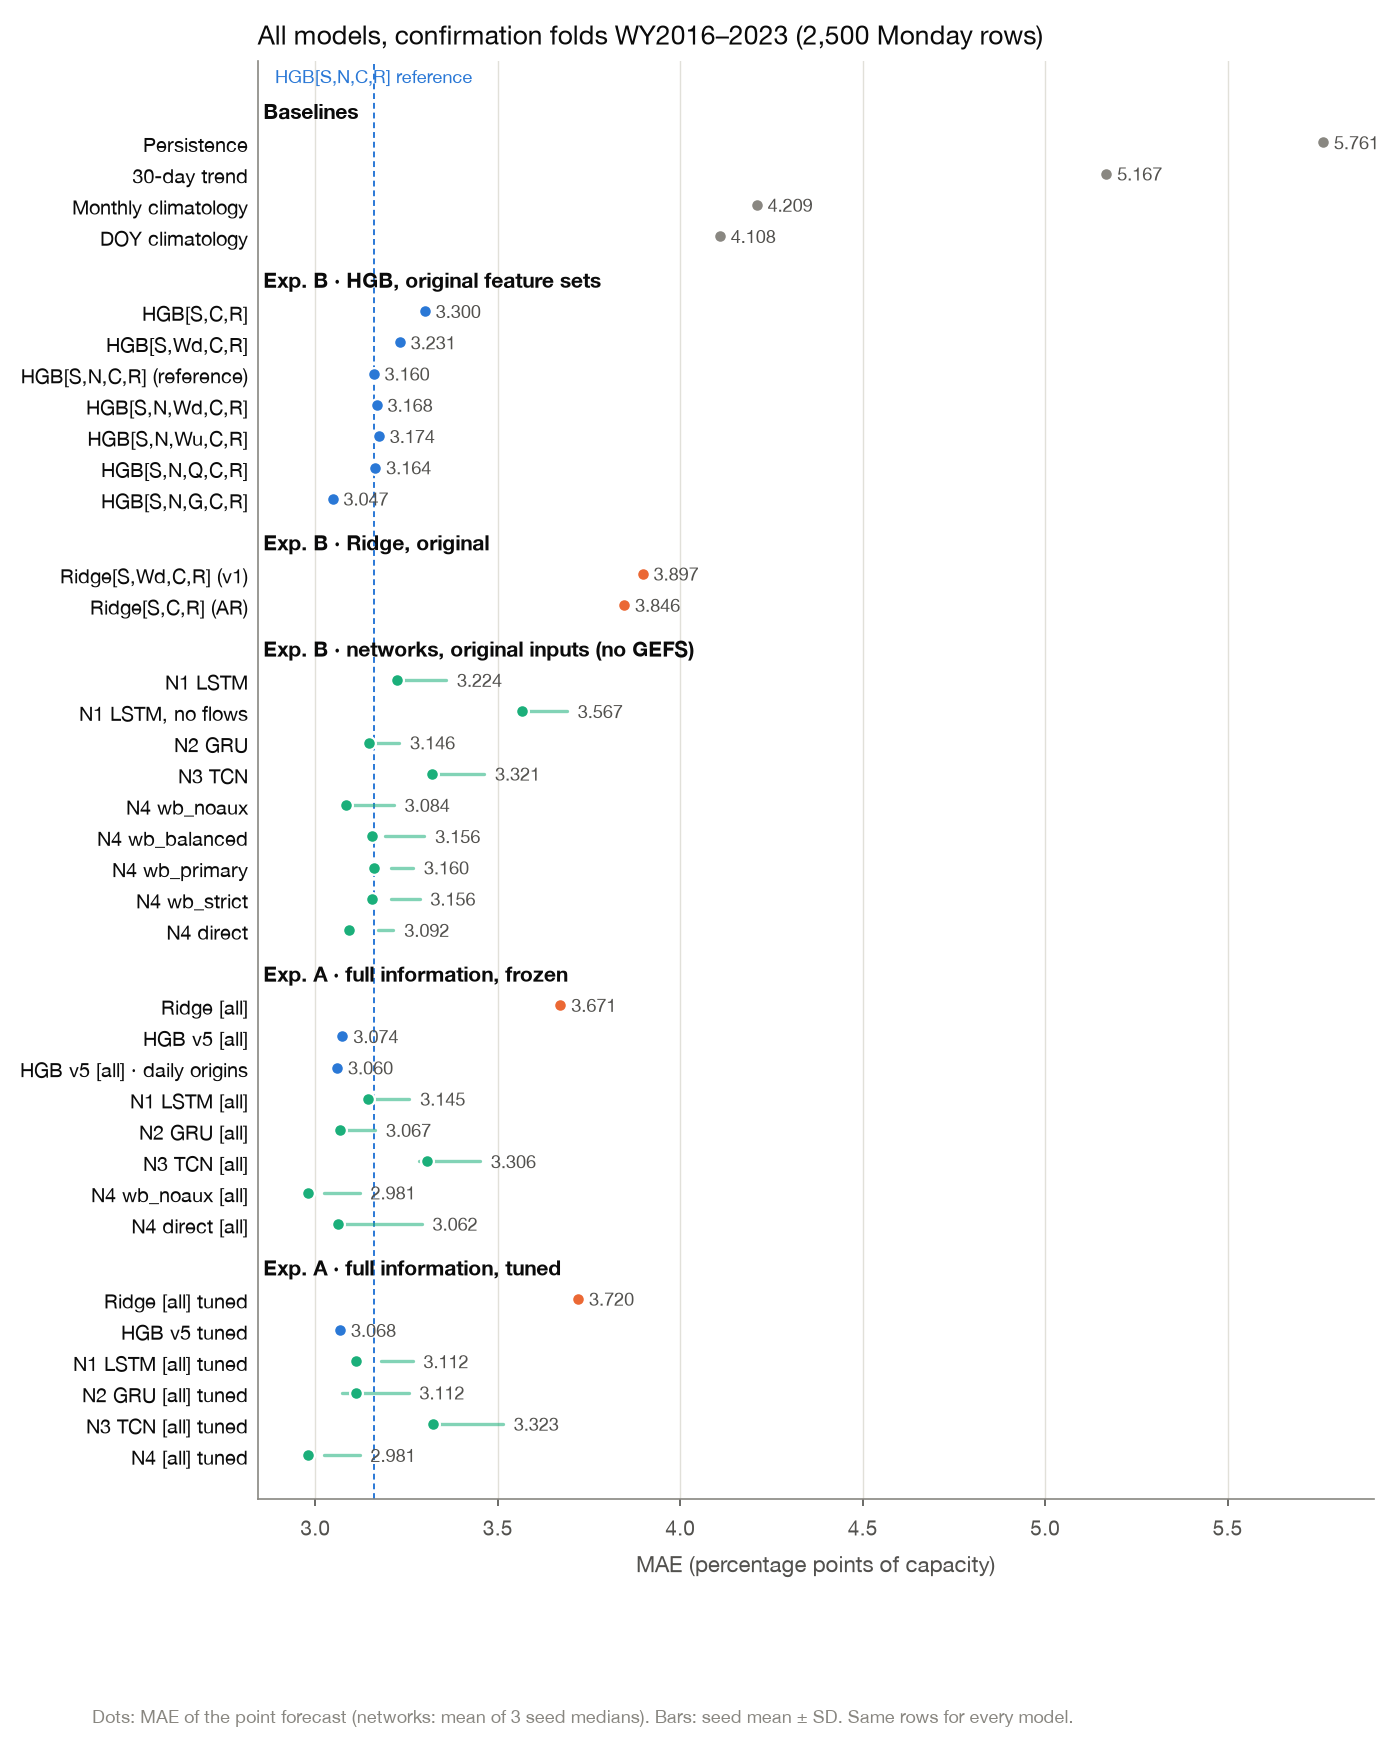 All models, confirmation folds WY2016–2023 (2,500 Monday rows)
HGB[S,N,C,R] reference
Baselines
Persistence 5.761
30-day trend 5.167
Monthly climatology 4.209
DOY climatology 4.108
Exp. B · HGB, original feature sets
HGB[S,C,R] 3.300
HGB[S,Wd,C,R] 3.231
HGB[S,N,C,R] (reference) 3.160
HGB[S,N,Wd,C,R] 3.168
HGB[S,N,Wu,C,R] 3.174
HGB[S,N,Q,C,R] 3.164
HGB[S,N,G,C,R] 3.047
Exp. B · Ridge, original
Ridge[S,Wd,C,R] (v1) 3.897
Ridge[S,C,R] (AR) 3.846
Exp. B · networks, original inputs (no GEFS)
N1 LSTM 3.224
N1 LSTM, no flows 3.567
N2 GRU 3.146
N3 TCN 3.321
N4 wb_noaux 3.084
N4 wb_balanced 3.156
N4 wb_primary 3.160
N4 wb_strict 3.156
N4 direct 3.092
Exp. A · full information, frozen
Ridge [all] 3.671
HGB v5 [all] 3.074
HGB v5 [all] · daily origins 3.060
N1 LSTM [all] 3.145
N2 GRU [all] 3.067
N3 TCN [all] 3.306
N4 wb_noaux [all] 2.981
N4 direct [all] 3.062
Exp. A · full information, tuned
Ridge [all] tuned 3.720
HGB v5 tuned 3.068
N1 LSTM [all] tuned 3.112
N2 GRU [all] tuned 3.112
N3 TCN [all] tuned 3.323
N4 [all] tuned 2.981
3.0 3.5 4.0 4.5 5.0 5.5
MAE (percentage points of capacity)
Dots: MAE of the point forecast (networks: mean of 3 seed medians). Bars: seed mean ± SD. Same rows for every model.